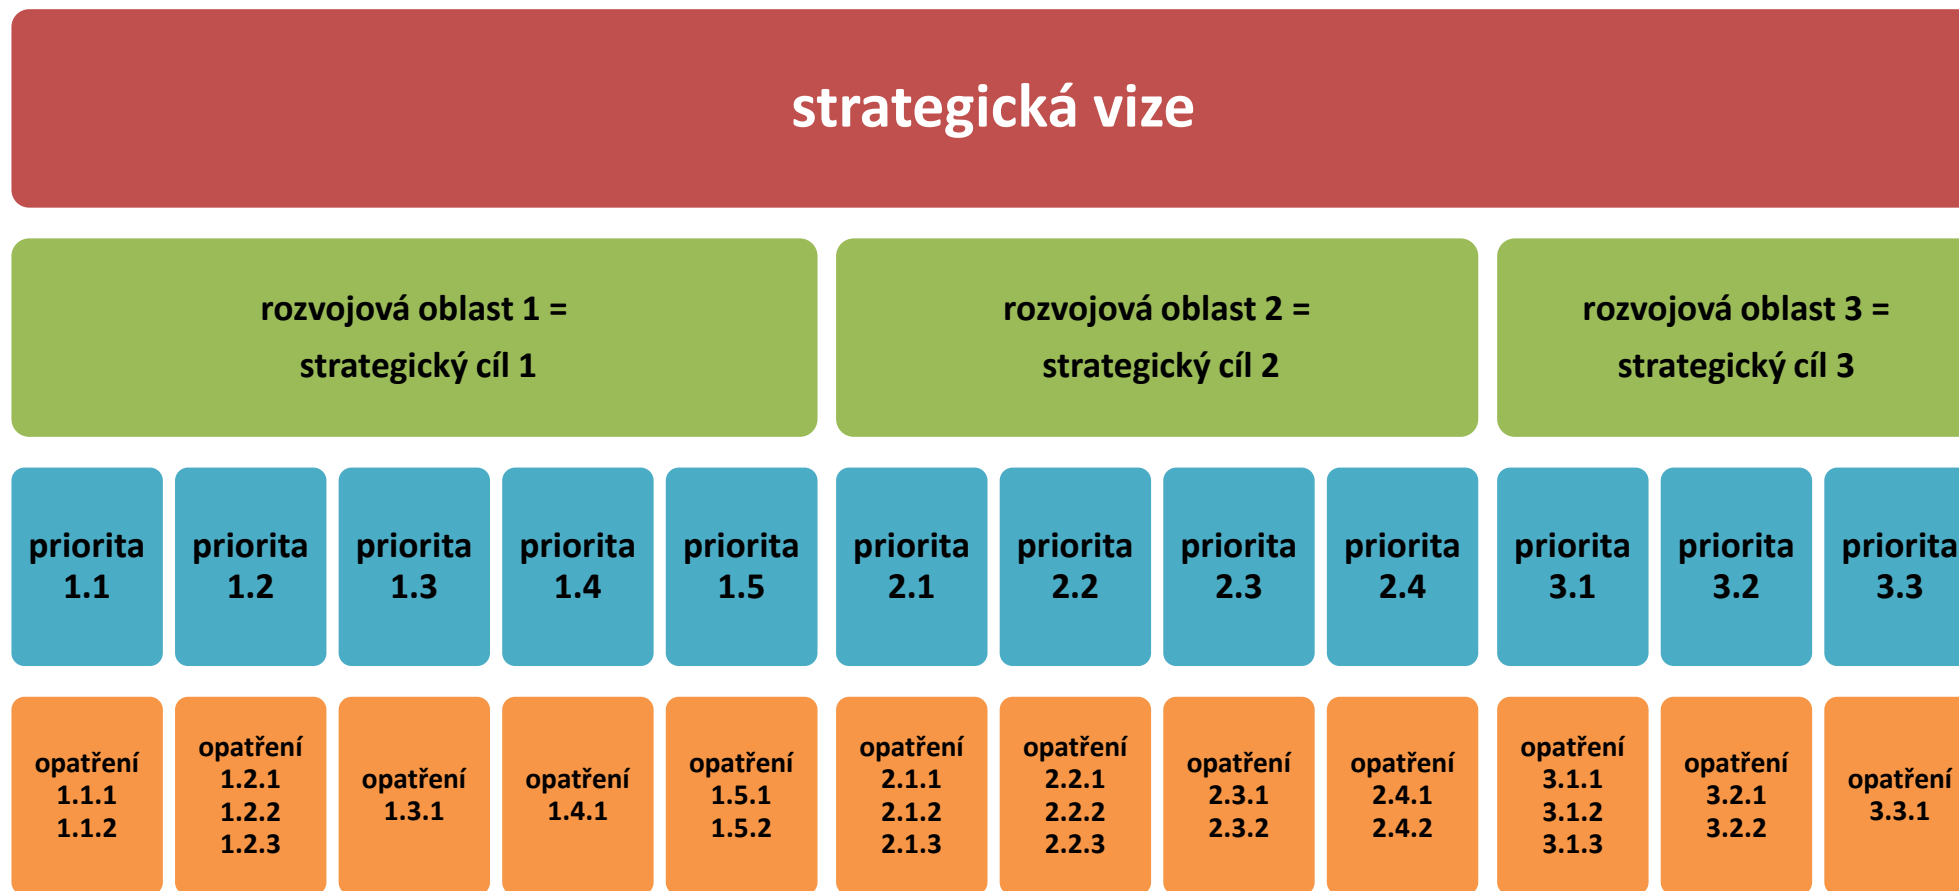 strategická vize
rozvojová oblast 1 =
strategický cíl 1
rozvojová oblast 2 =
strategický cíl 2
rozvojová oblast 3 =
strategický cíl 3
priorita
1.1
priorita
1.2
priorita
1.3
priorita
1.4
priorita
1.5
priorita
2.1
priorita
2.2
priorita
2.3
priorita
2.4
priorita
3.1
priorita
3.2
priorita
3.3
opatření
1.1.1
1.1.2
opatření
1.2.1
1.2.2
1.2.3
opatření
1.3.1
opatření
1.4.1
opatření
1.5.1
1.5.2
opatření
2.1.1
2.1.2
2.1.3
opatření
2.2.1
2.2.2
2.2.3
opatření
2.3.1
2.3.2
opatření
2.4.1
2.4.2
opatření
3.1.1
3.1.2
3.1.3
opatření
3.2.1
3.2.2
opatření
3.3.1